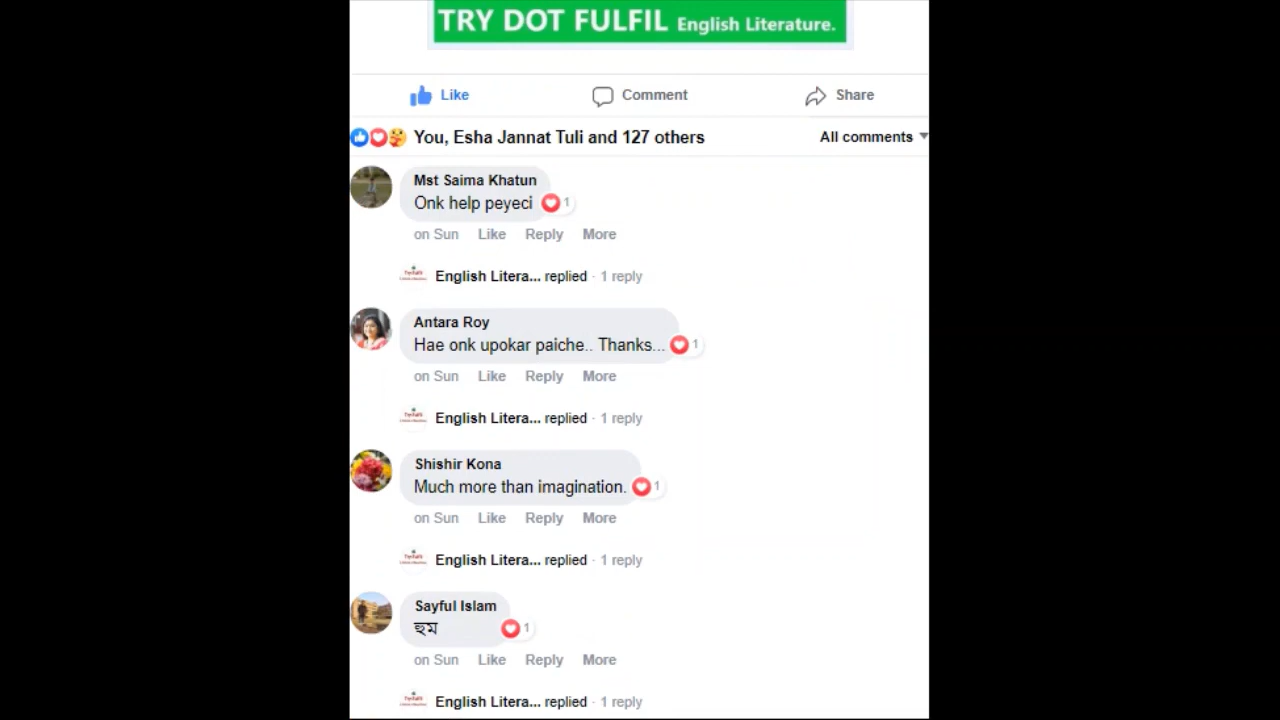 TRY DOT FULFIL English Literature.
Like Comment Share
You, Esha Jannat Tuli and 127 others All comments
Mst Saima Khatun
Onk help peyeci 1
on Sun Like Reply More
English Litera... replied · 1 reply
Antara Roy
Hae onk upokar paiche.. Thanks... 1
on Sun Like Reply More
English Litera... replied · 1 reply
Shishir Kona
Much more than imagination. 1
on Sun Like Reply More
English Litera... replied · 1 reply
Sayful Islam
হুম 1
on Sun Like Reply More
English Litera... replied · 1 reply